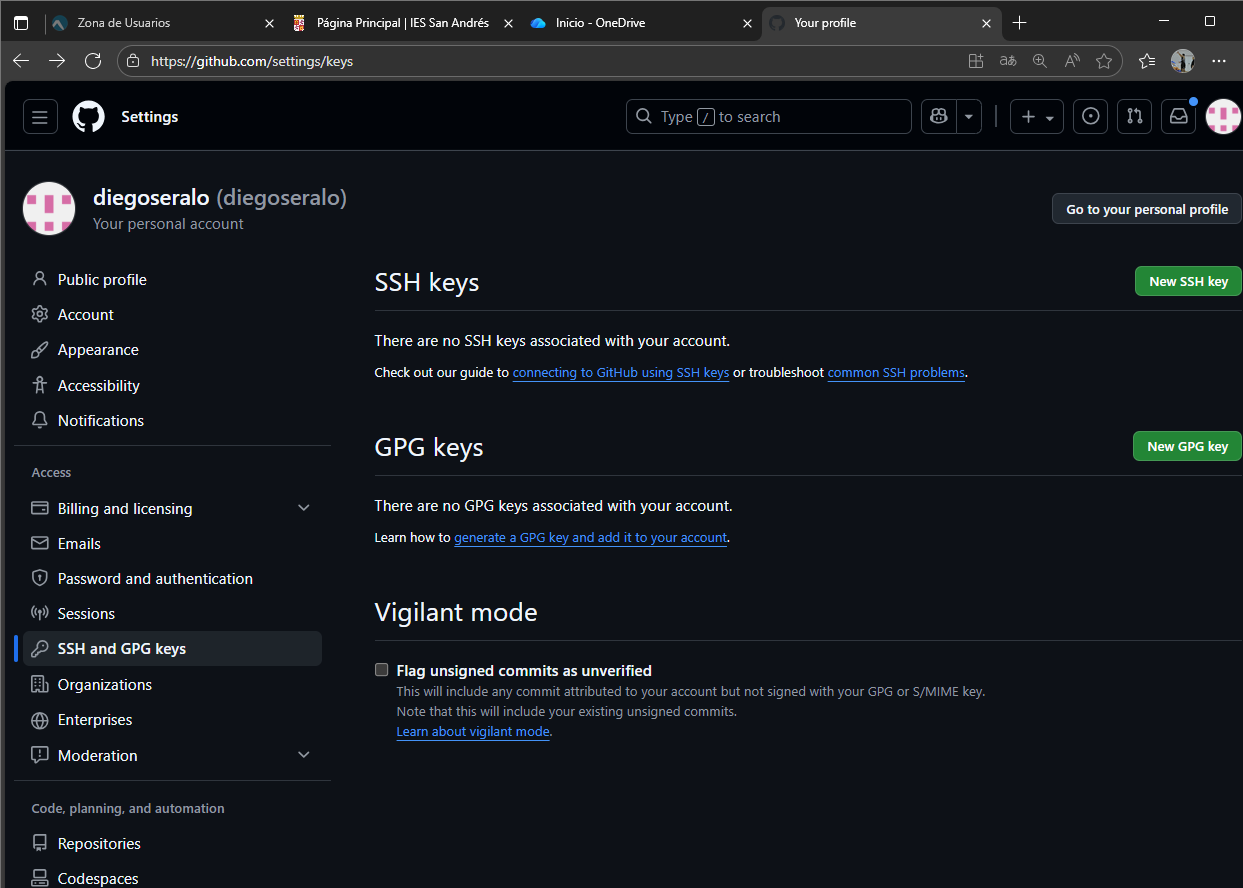 Zona de Usuarios
Página Principal | IES San Andrés
Inicio - OneDrive
Your profile
https://github.com/settings/keys
Settings
Type / to search
diegoseralo (diegoseralo)
Your personal account
Go to your personal profile
Public profile
Account
Appearance
Accessibility
Notifications
Access
Billing and licensing
Emails
Password and authentication
Sessions
SSH and GPG keys
Organizations
Enterprises
Moderation
Code, planning, and automation
Repositories
Codespaces
SSH keys
New SSH key
There are no SSH keys associated with your account.
Check out our guide to connecting to GitHub using SSH keys or troubleshoot common SSH problems.
GPG keys
New GPG key
There are no GPG keys associated with your account.
Learn how to generate a GPG key and add it to your account.
Vigilant mode
Flag unsigned commits as unverified
This will include any commit attributed to your account but not signed with your GPG or S/MIME key.
Note that this will include your existing unsigned commits.
Learn about vigilant mode.